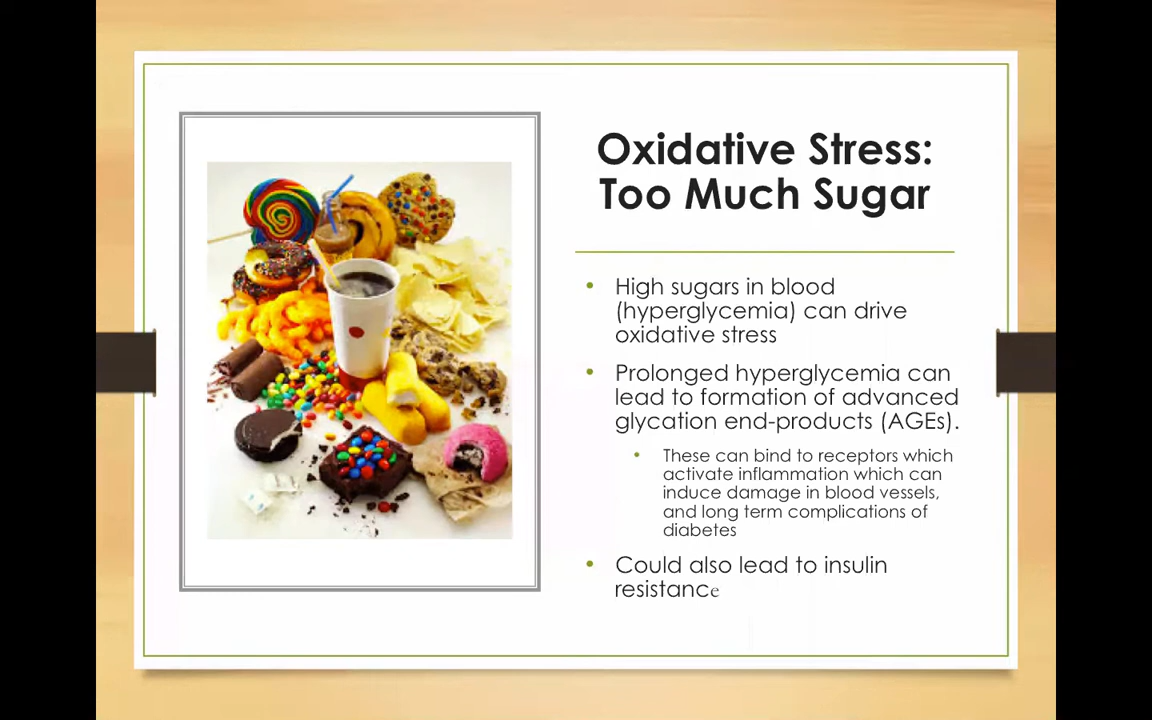 Oxidative Stress:
Too Much Sugar
• High sugars in blood
(hyperglycemia) can drive
oxidative stress
• Prolonged hyperglycemia can
lead to formation of advanced
glycation end-products (AGEs).
• These can bind to receptors which
activate inflammation which can
induce damage in blood vessels,
and long term complications of
diabetes
• Could also lead to insulin
resistance